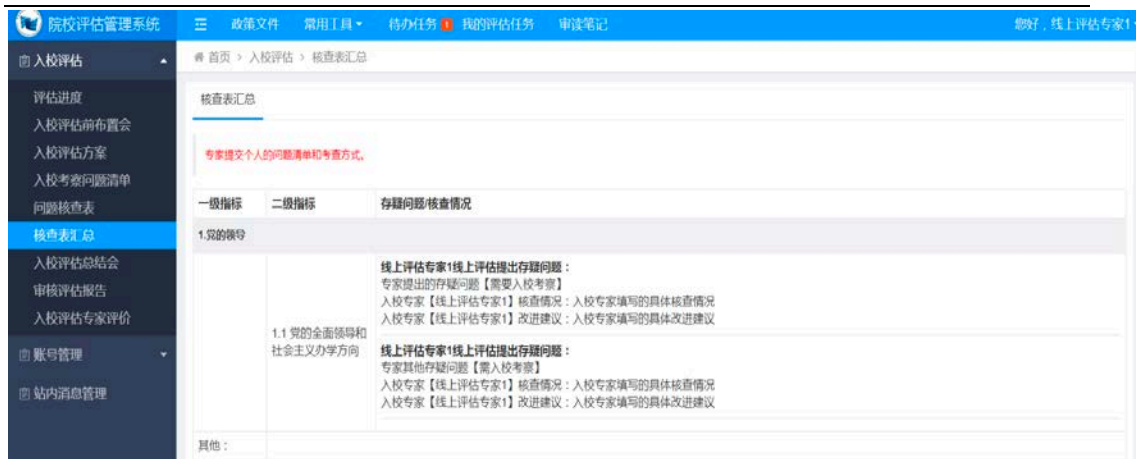 院校评估管理系统
政策文件 常用工具 待办任务 我的评估任务 审读笔记
您好，线上评估专家1
入校评估
首页 > 入校评估 > 核查表汇总
评估进度
入校评估前布置会
入校评估方案
入校考察问题清单
问题核查表
核查表汇总
入校评估总结会
审核评估报告
入校评估专家评价
账号管理
站内消息管理
核查表汇总
专家提交个人的问题清单和考查方式。
一级指标 二级指标 存疑问题/核查情况
1.党的领导
1.1 党的全面领导和
社会主义办学方向
线上评估专家1线上评估提出存疑问题：
专家提出的存疑问题【需要入校考察】
入校专家【线上评估专家1】核查情况：入校专家填写的具体核查情况
入校专家【线上评估专家1】改进建议：入校专家填写的具体改进建议
线上评估专家1线上评估提出存疑问题：
专家其他存疑问题【需入校考察】
入校专家【线上评估专家1】核查情况：入校专家填写的具体核查情况
入校专家【线上评估专家1】改进建议：入校专家填写的具体改进建议
其他：